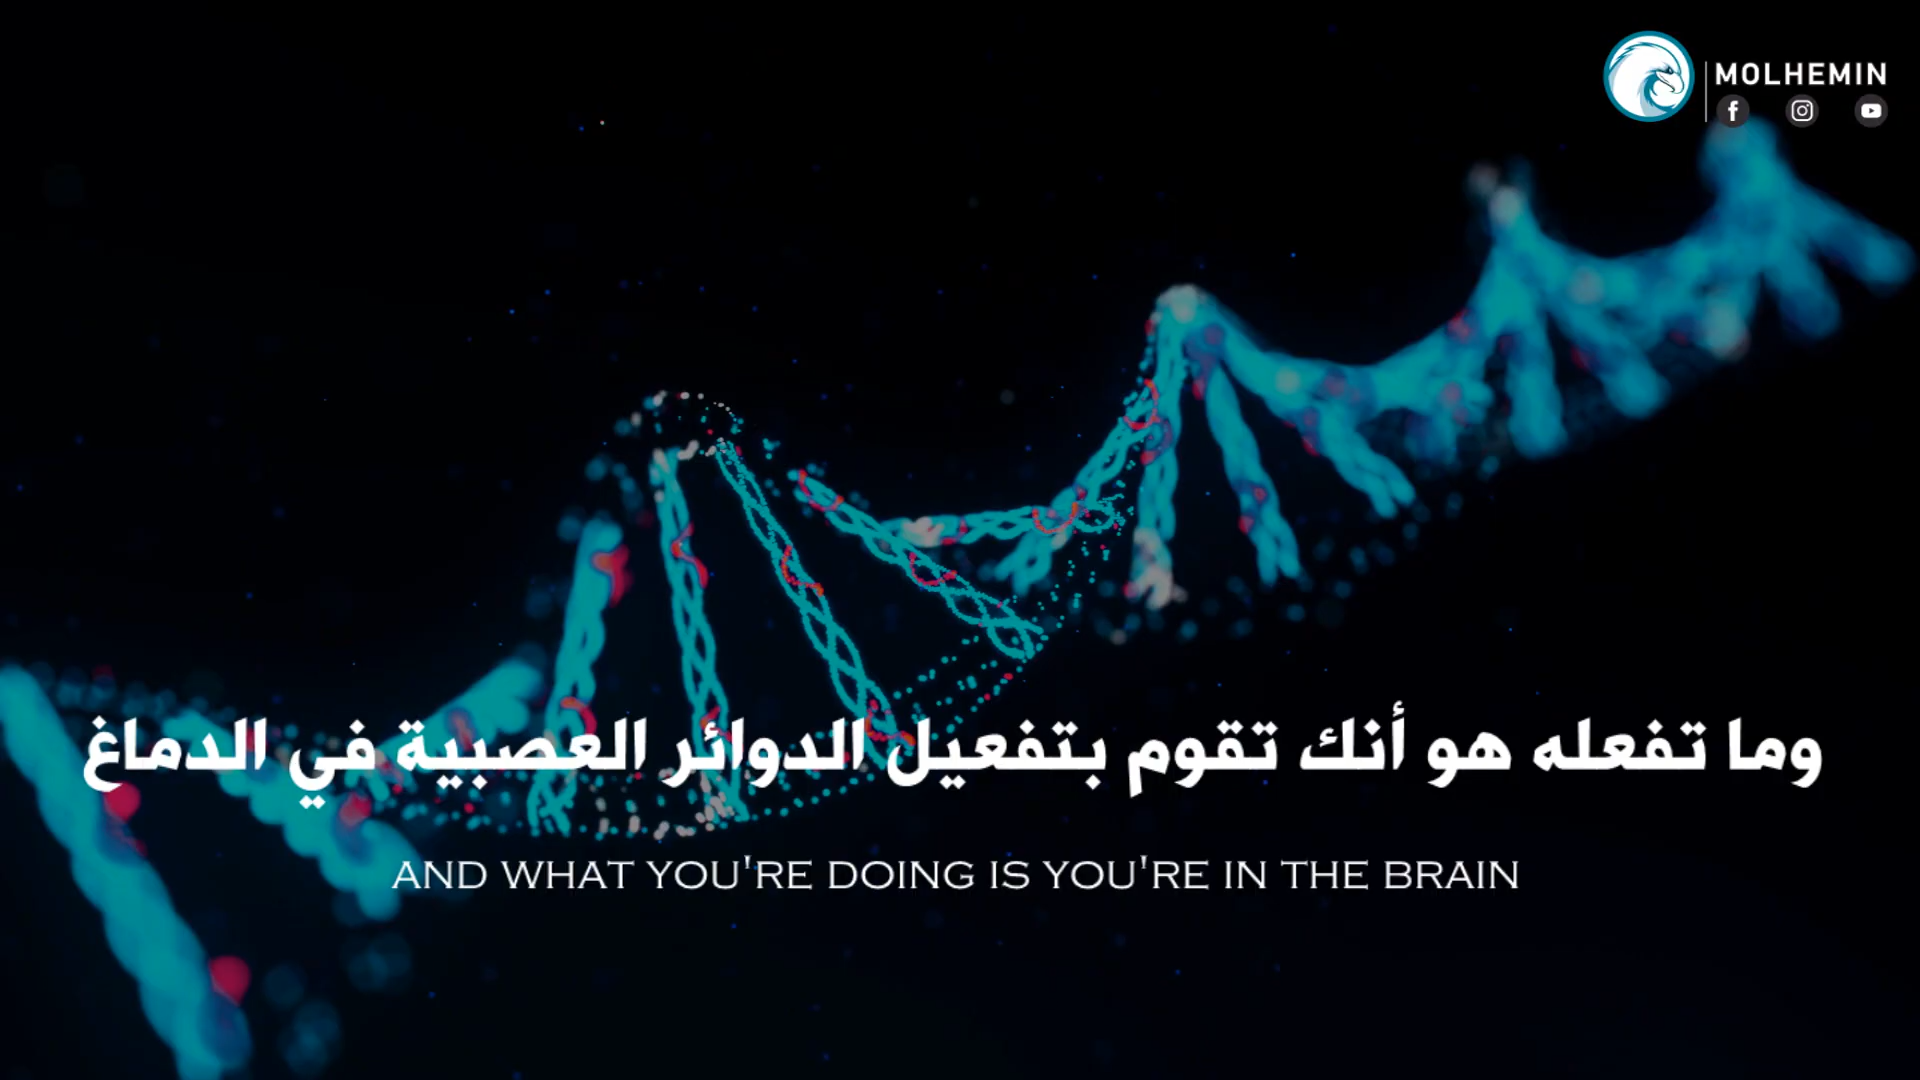 MOLHEMIN
وما تفعله هو أنك تقوم بتفعيل الدوائر العصبية في الدماغ
AND WHAT YOU'RE DOING IS YOU'RE IN THE BRAIN